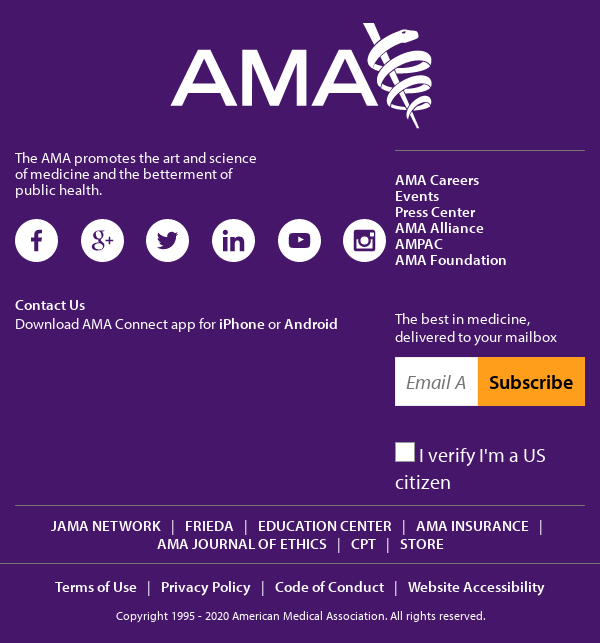 AMA
The AMA promotes the art and science
of medicine and the betterment of
public health.
Contact Us
Download AMA Connect app for iPhone or Android
AMA Careers
Events
Press Center
AMA Alliance
AMPAC
AMA Foundation
The best in medicine,
delivered to your mailbox
Email A Subscribe
I verify I'm a US
citizen
JAMA NETWORK | FRIEDA | EDUCATION CENTER | AMA INSURANCE |
AMA JOURNAL OF ETHICS | CPT | STORE
Terms of Use | Privacy Policy | Code of Conduct | Website Accessibility
Copyright 1995 - 2020 American Medical Association. All rights reserved.